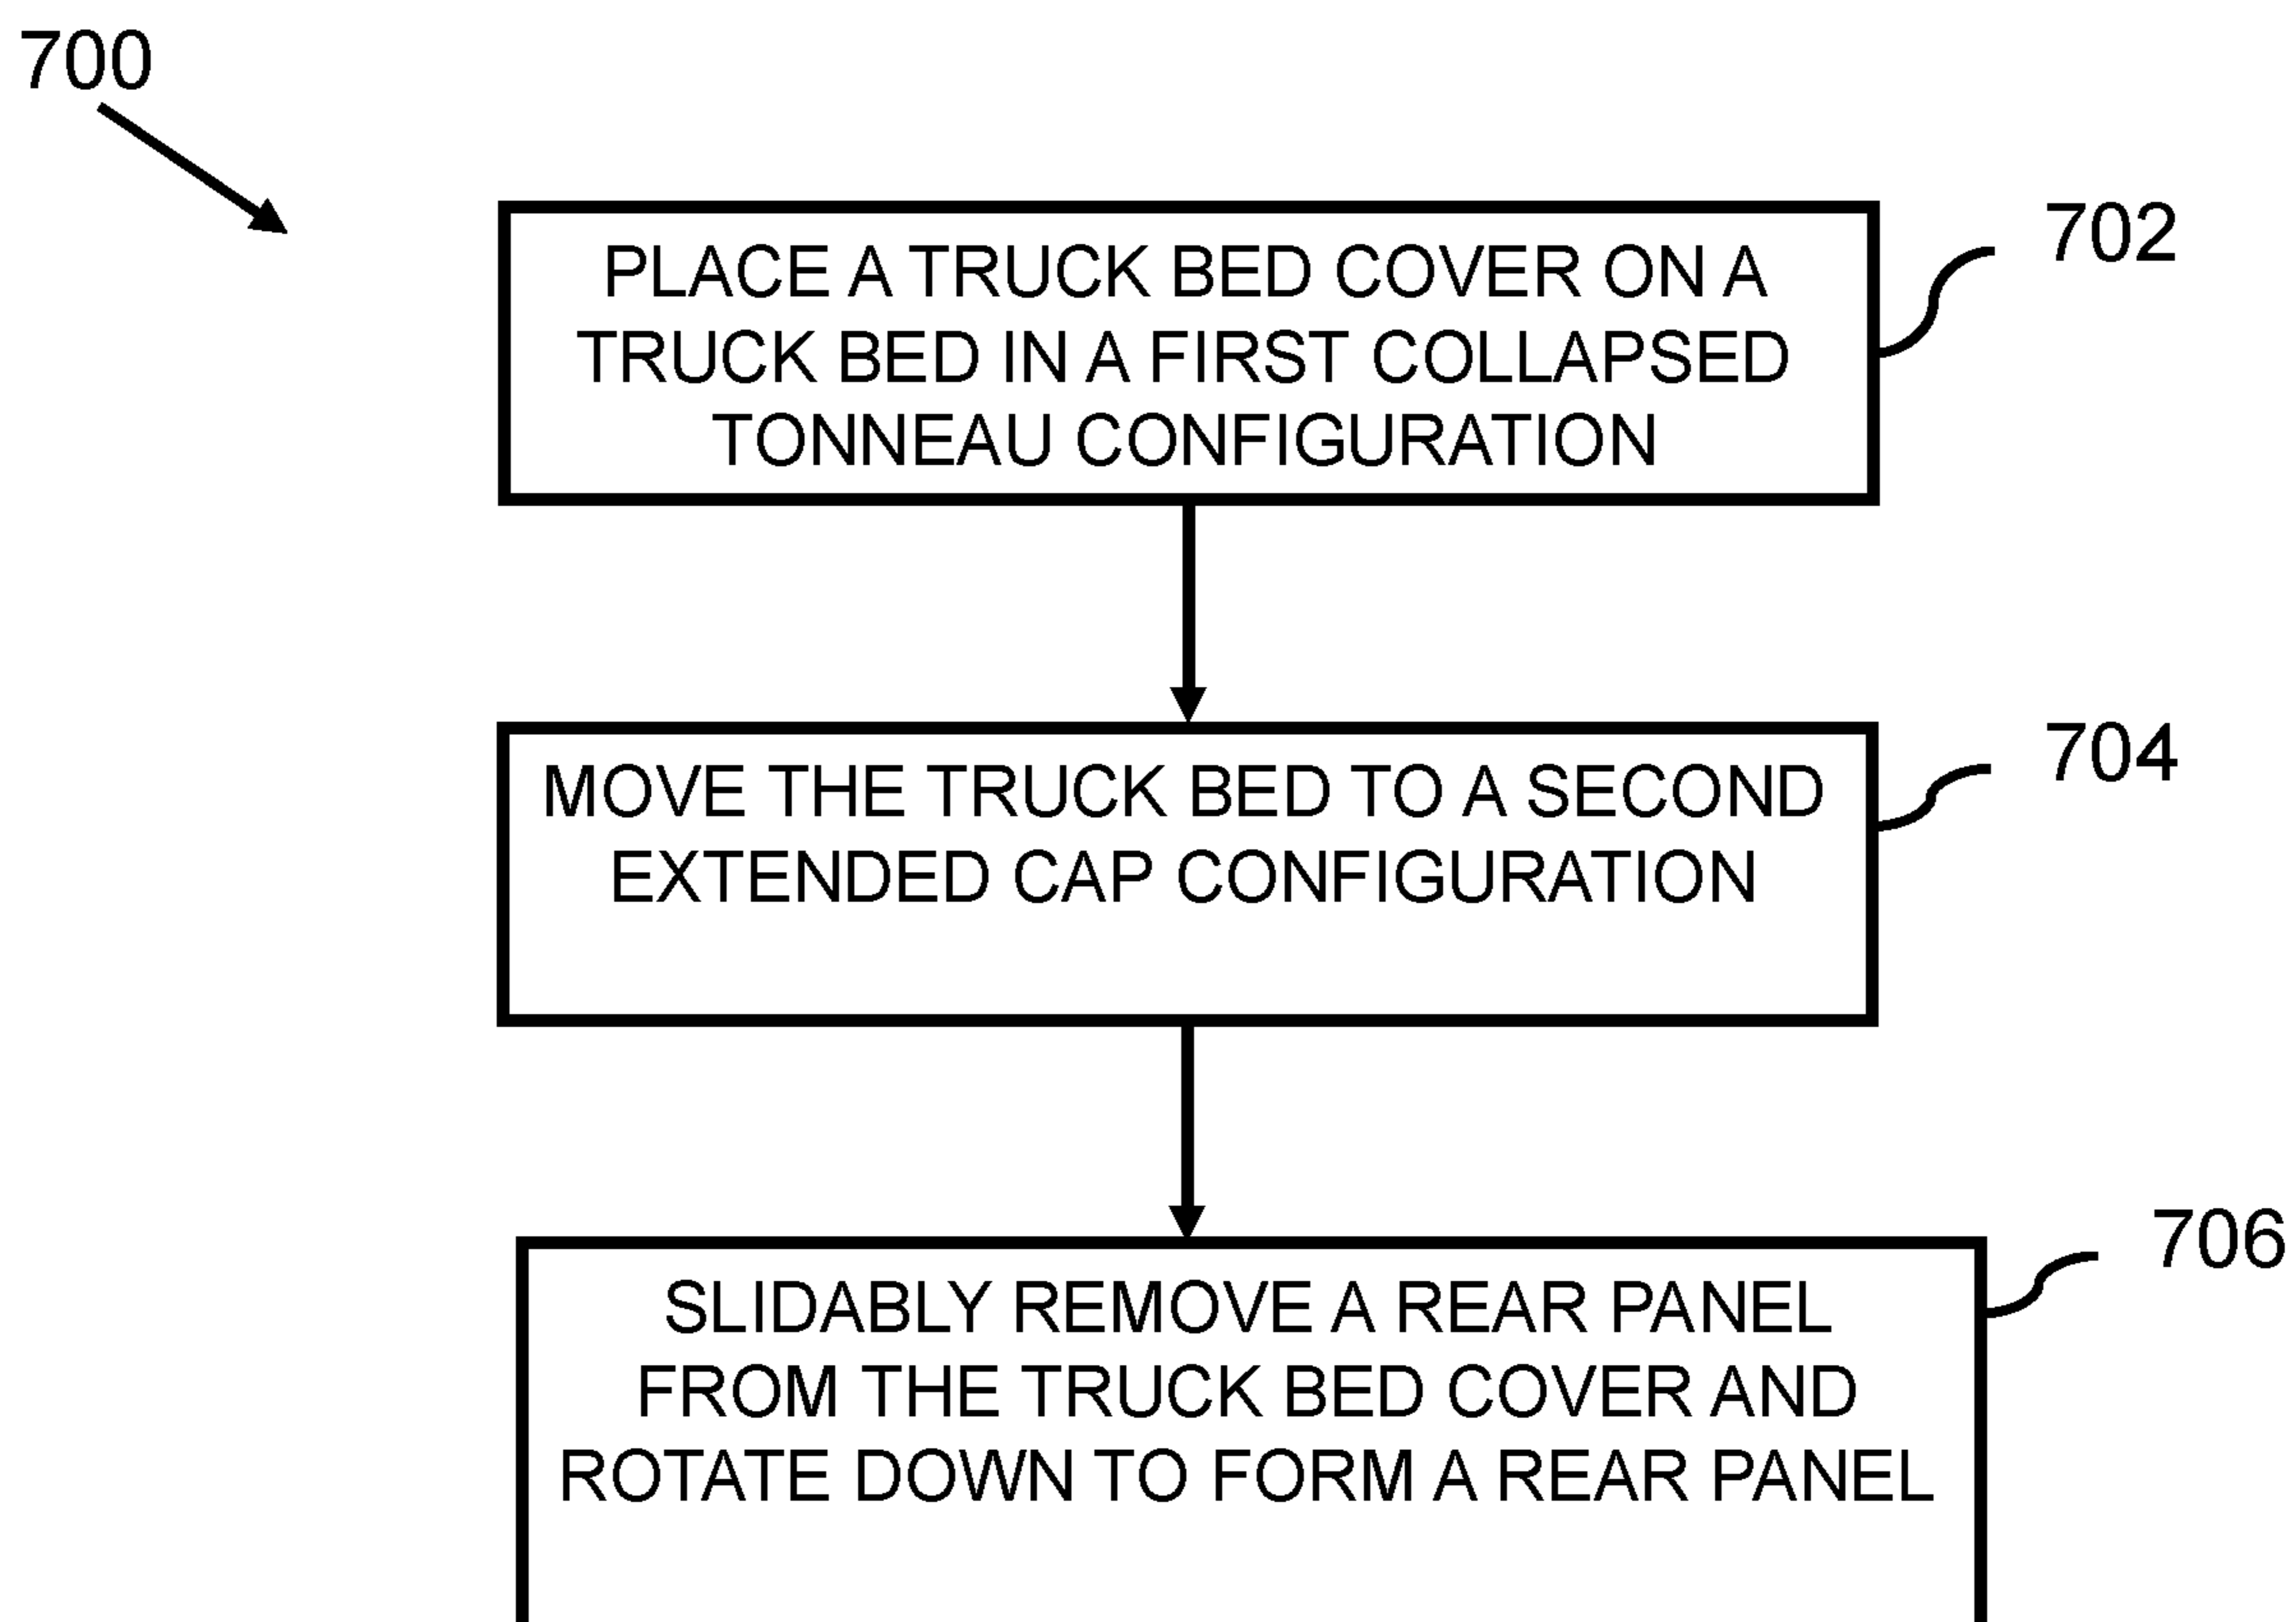 700
PLACE A TRUCK BED COVER ON A
TRUCK BED IN A FIRST COLLAPSED
TONNEAU CONFIGURATION
702
MOVE THE TRUCK BED TO A SECOND
EXTENDED CAP CONFIGURATION
704
SLIDABLY REMOVE A REAR PANEL
FROM THE TRUCK BED COVER AND
ROTATE DOWN TO FORM A REAR PANEL
706